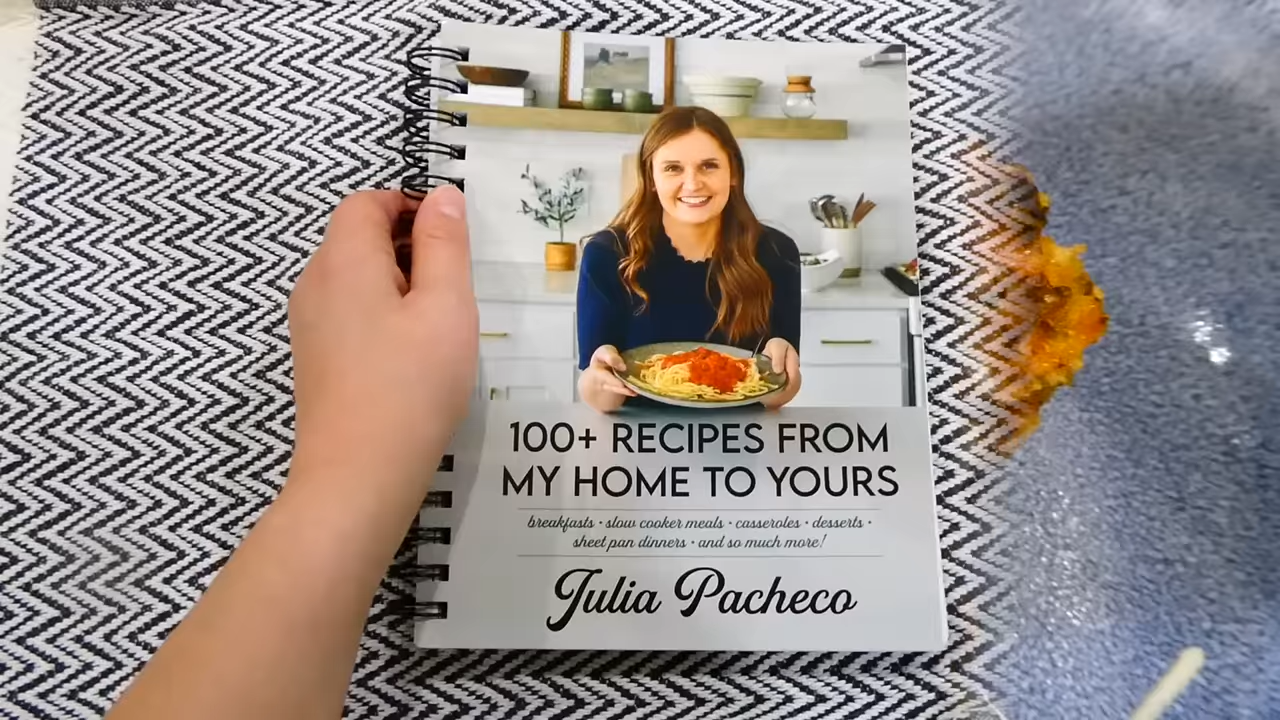 100+ RECIPES FROM
MY HOME TO YOURS
breakfasts • slow cooker meals • casseroles • desserts •
sheet pan dinners • and so much more!
Julia Pacheco